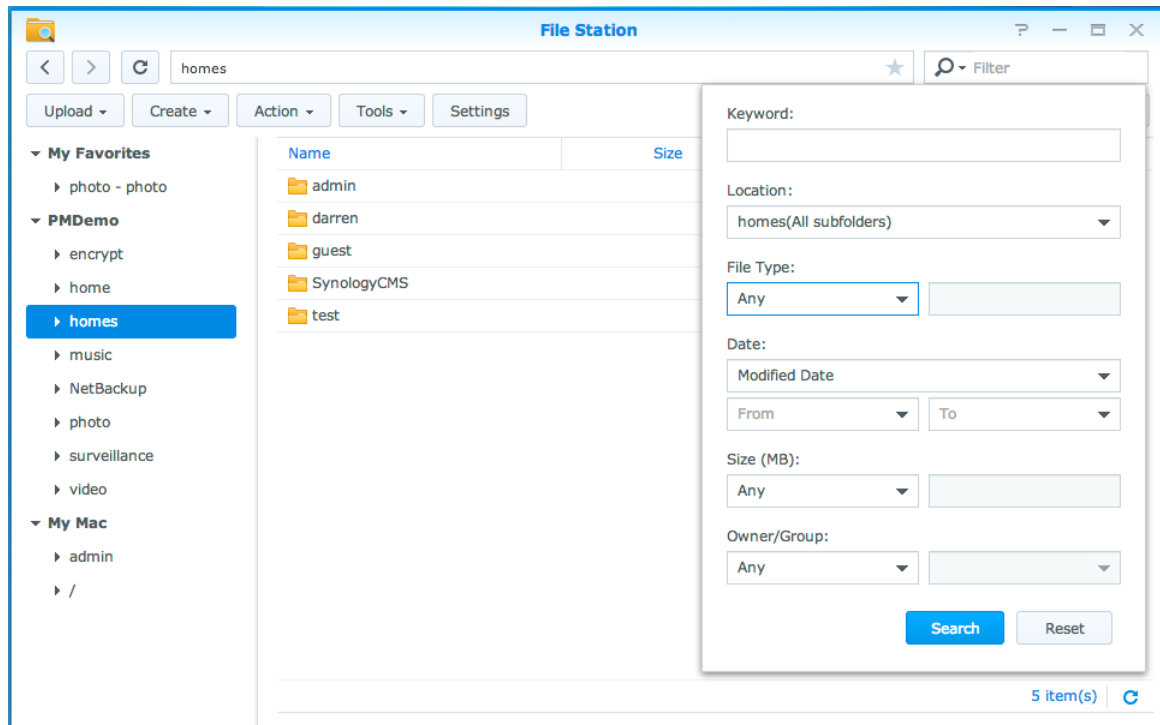 File Station
homes
Filter
Upload Create Action Tools Settings
My Favorites
photo - photo
PMDemo
encrypt
home
homes
music
NetBackup
photo
surveillance
video
My Mac
admin
/
Name Size
admin
darren
guest
SynologyCMS
test
Keyword:
Location:
homes(All subfolders)
File Type:
Any
Date:
Modified Date
From To
Size (MB):
Any
Owner/Group:
Any
Search Reset
5 item(s)